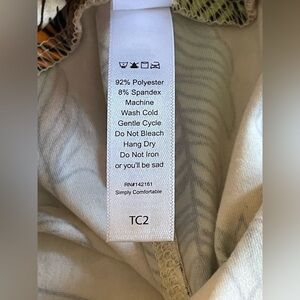 92% Polyester
8% Spandex
Machine
Wash Cold
Gentle Cycle
Do Not Bleach
Hang Dry
Do Not Iron
or you'll be sad
RN#142161
Simply Comfortable
TC2